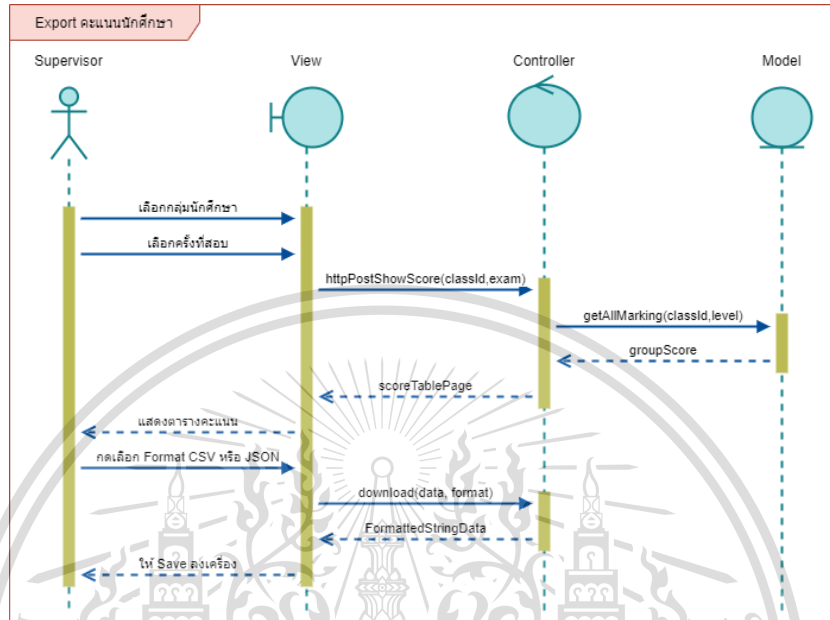 Export คะแนนนักศึกษา
Supervisor
View
Controller
Model
เลือกกลุ่มนักศึกษา
เลือกครั้งที่สอบ
httpPostShowScore(classId,exam)
getAllMarking(classId,level)
groupScore
scoreTablePage
แสดงตารางคะแนน
กดเลือก Format CSV หรือ JSON
download(data, format)
FormattedStringData
ให้ Save ลงเครื่อง